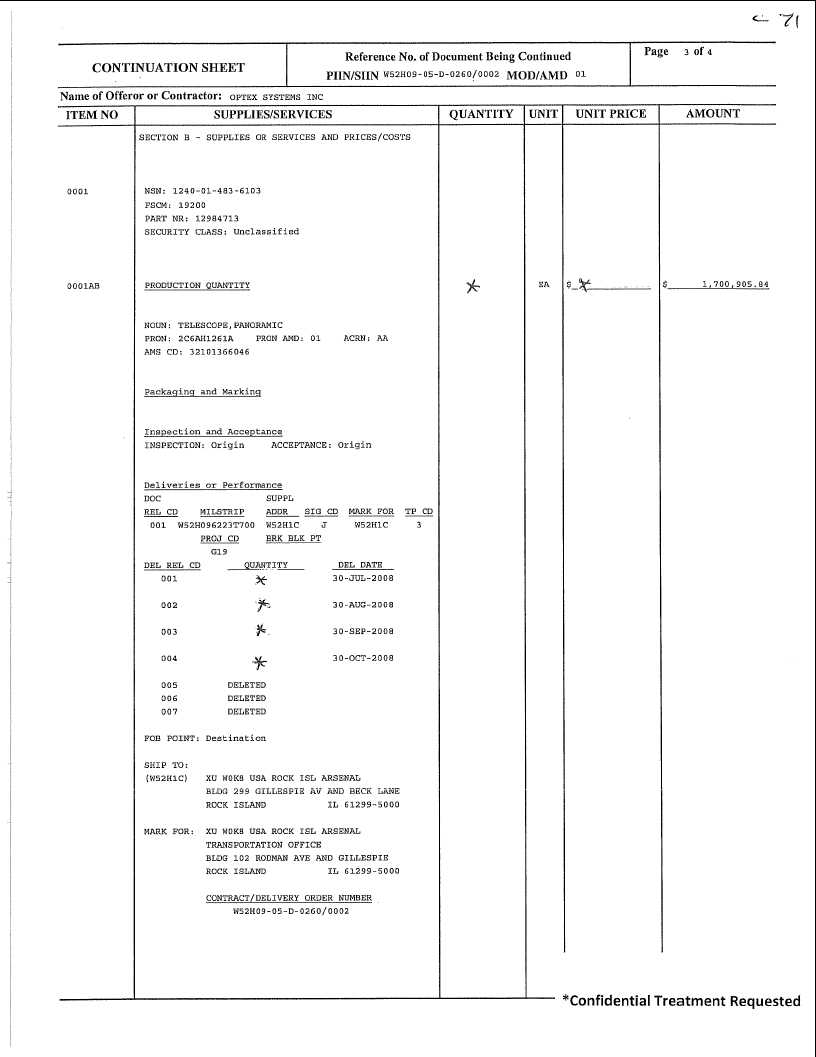 C 71
CONTINUATION SHEET
Reference No. of Document Being Continued
PIIN/SIIN W52H09-05-D-0260/0002 MOD/AMD 01
Page 3 of 4
Name of Offeror or Contractor: OPTEX SYSTEMS INC
ITEM NO SUPPLIES/SERVICES QUANTITY UNIT UNIT PRICE AMOUNT
SECTION B - SUPPLIES OR SERVICES AND PRICES/COSTS
0001 NSN: 1240-01-483-6103
FSCM: 19200
PART NR: 12984713
SECURITY CLASS: Unclassified
0001AB PRODUCTION QUANTITY * EA $ * $ 1,700,905.84
NOUN: TELESCOPE,PANORAMIC
PRON: 2C6AH1261A PRON AMD: 01 ACRN: AA
AMS CD: 32101366046
Packaging and Marking
Inspection and Acceptance
INSPECTION: Origin ACCEPTANCE: Origin
Deliveries or Performance
DOC SUPPL
REL CD MILSTRIP ADDR SIG CD MARK FOR TP CD
001 W52H096223T700 W52H1C J W52H1C 3
PROJ CD BRK BLK PT
G19
DEL REL CD QUANTITY DEL DATE
001 * 30-JUL-2008
002 * 30-AUG-2008
003 * 30-SEP-2008
004 * 30-OCT-2008
005 DELETED
006 DELETED
007 DELETED
FOB POINT: Destination
SHIP TO:
(W52H1C) XU W0K8 USA ROCK ISL ARSENAL
BLDG 299 GILLESPIE AV AND BECK LANE
ROCK ISLAND IL 61299-5000
MARK FOR: XU W0K8 USA ROCK ISL ARSENAL
TRANSPORTATION OFFICE
BLDG 102 RODMAN AVE AND GILLESPIE
ROCK ISLAND IL 61299-5000
CONTRACT/DELIVERY ORDER NUMBER
W52H09-05-D-0260/0002
*Confidential Treatment Requested